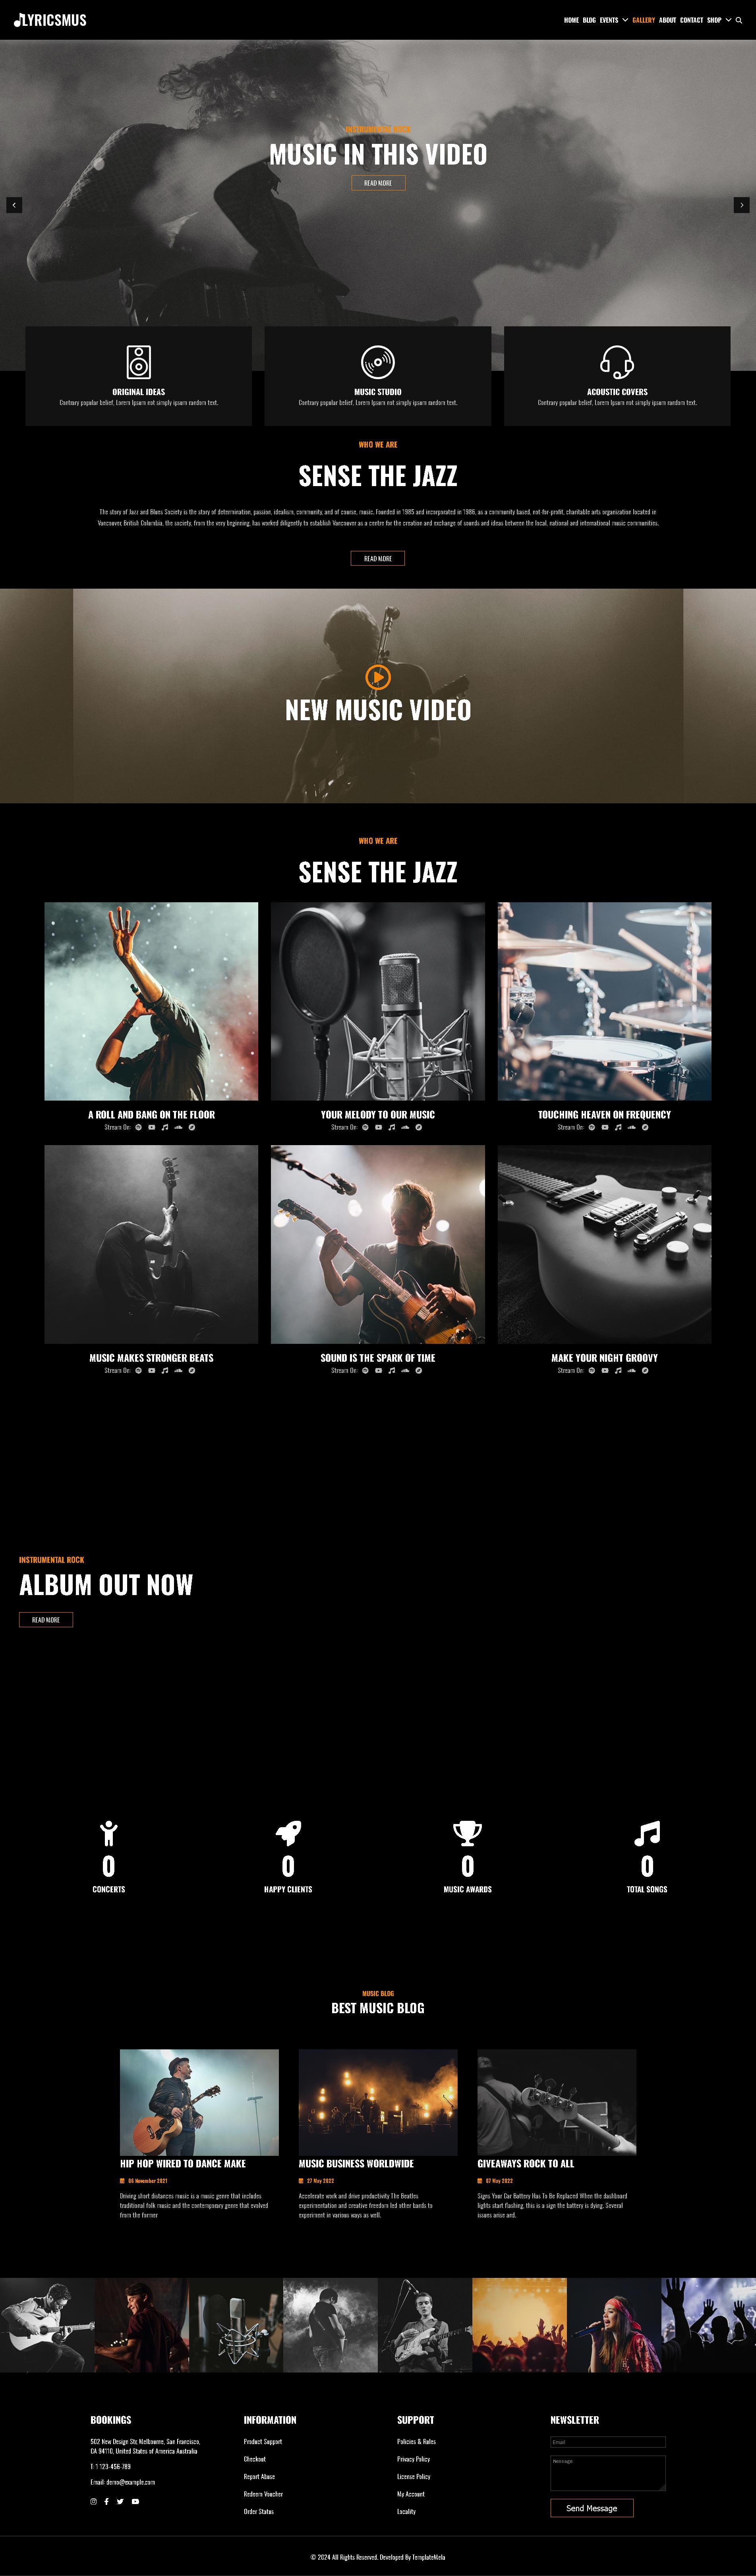 LYRICSMUS
HOME BLOG EVENTS GALLERY ABOUT CONTACT SHOP
INSTRUMENTAL ROCK
MUSIC IN THIS VIDEO
READ MORE
ORIGINAL IDEAS
Contrary popular belief, Lorem Ipsum not simply ipsum random text.
MUSIC STUDIO
Contrary popular belief, Lorem Ipsum not simply ipsum random text.
ACOUSTIC COVERS
Contrary popular belief, Lorem Ipsum not simply ipsum random text.
WHO WE ARE
SENSE THE JAZZ
The story of Jazz and Blues Society is the story of determination, passion, idealism, community, and of course, music. Founded in 1985 and incorporated in 1986, as a community based, not-for-profit, charitable arts organization located in
Vancouver, British Columbia, the society, from the very beginning, has worked diligently to establish Vancouver as a center for the creation and exchange of sounds and ideas between the local, national and international music communities.
READ MORE
NEW MUSIC VIDEO
WHO WE ARE
SENSE THE JAZZ
A ROLL AND BANG ON THE FLOOR
Stream On:
YOUR MELODY TO OUR MUSIC
Stream On:
TOUCHING HEAVEN ON FREQUENCY
Stream On:
MUSIC MAKES STRONGER BEATS
Stream On:
SOUND IS THE SPARK OF TIME
Stream On:
MAKE YOUR NIGHT GROOVY
Stream On:
INSTRUMENTAL ROCK
ALBUM OUT NOW
READ MORE
0
CONCERTS
0
HAPPY CLIENTS
0
MUSIC AWARDS
0
TOTAL SONGS
MUSIC BLOG
BEST MUSIC BLOG
HIP HOP WIRED TO DANCE MAKE
06 November 2021
Driving short distances music is a music genre that includes
traditional folk music and the contemporary genre that evolved
from the former
MUSIC BUSINESS WORLDWIDE
27 May 2022
Accelerate work and drive productivity The Beatles
experimentation and creative freedom led other bands to
experiment in various ways as well.
GIVEAWAYS ROCK TO ALL
07 May 2022
Signs Your Car Battery Has To Be Replaced When the dashboard
lights start flashing, this is a sign the battery is dying. Several
issues arise and.
BOOKINGS
502 New Design Str, Melbourne, San Francisco,
CA 94110, United States of America Australia
T: 1 123-456-789
Email: demo@example.com
INFORMATION
Product Support
Checkout
Report Abuse
Redeem Voucher
Order Status
SUPPORT
Policies & Rules
Privacy Policy
License Policy
My Account
Locality
NEWSLETTER
Email
Message
Send Message
© 2024 All Rights Reserved. Developed By TemplateMela